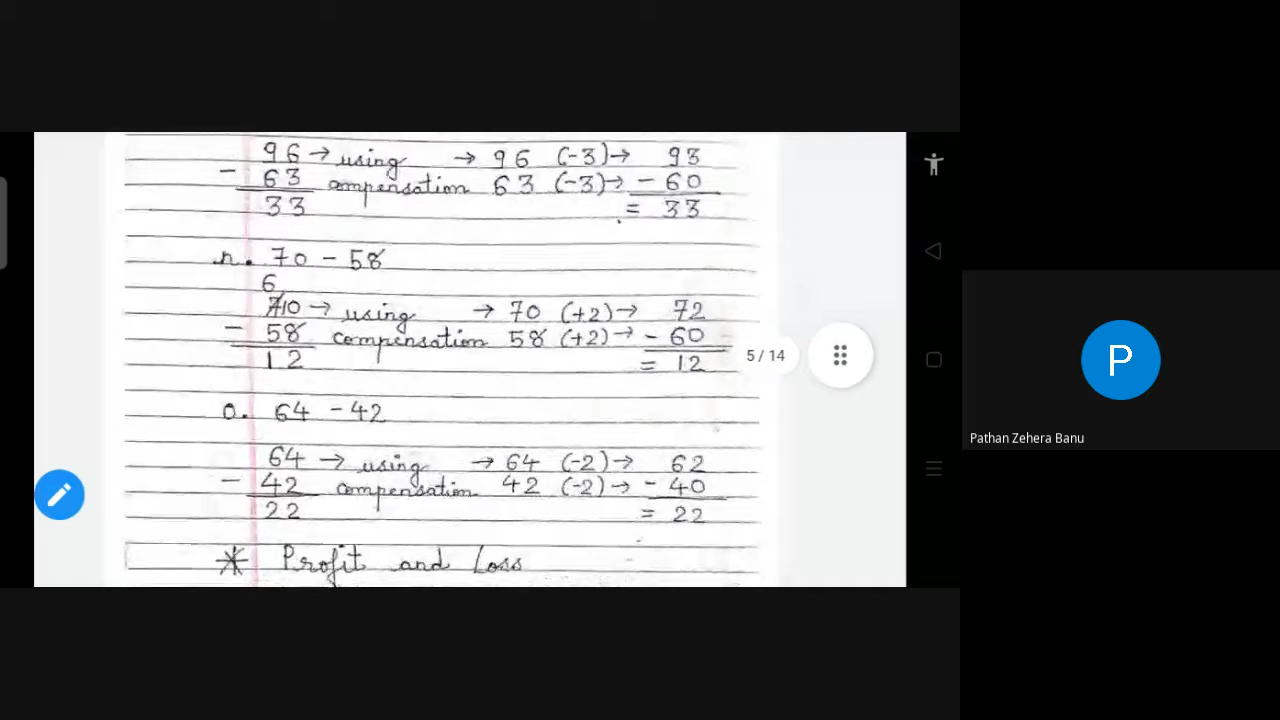 96 → using → 96 (-3) → 93
- 63 compensation 63 (-3) → - 60
33 = 33
n. 70 - 58
6
710 → using → 70 (+2) → 72
- 58 compensation 58 (+2) → - 60
12 = 12
5 / 14
o. 64 - 42
64 → using → 64 (-2) → 62
- 42 compensation 42 (-2) → - 40
22 = 22
* Profit and Loss
P
Pathan Zehera Banu